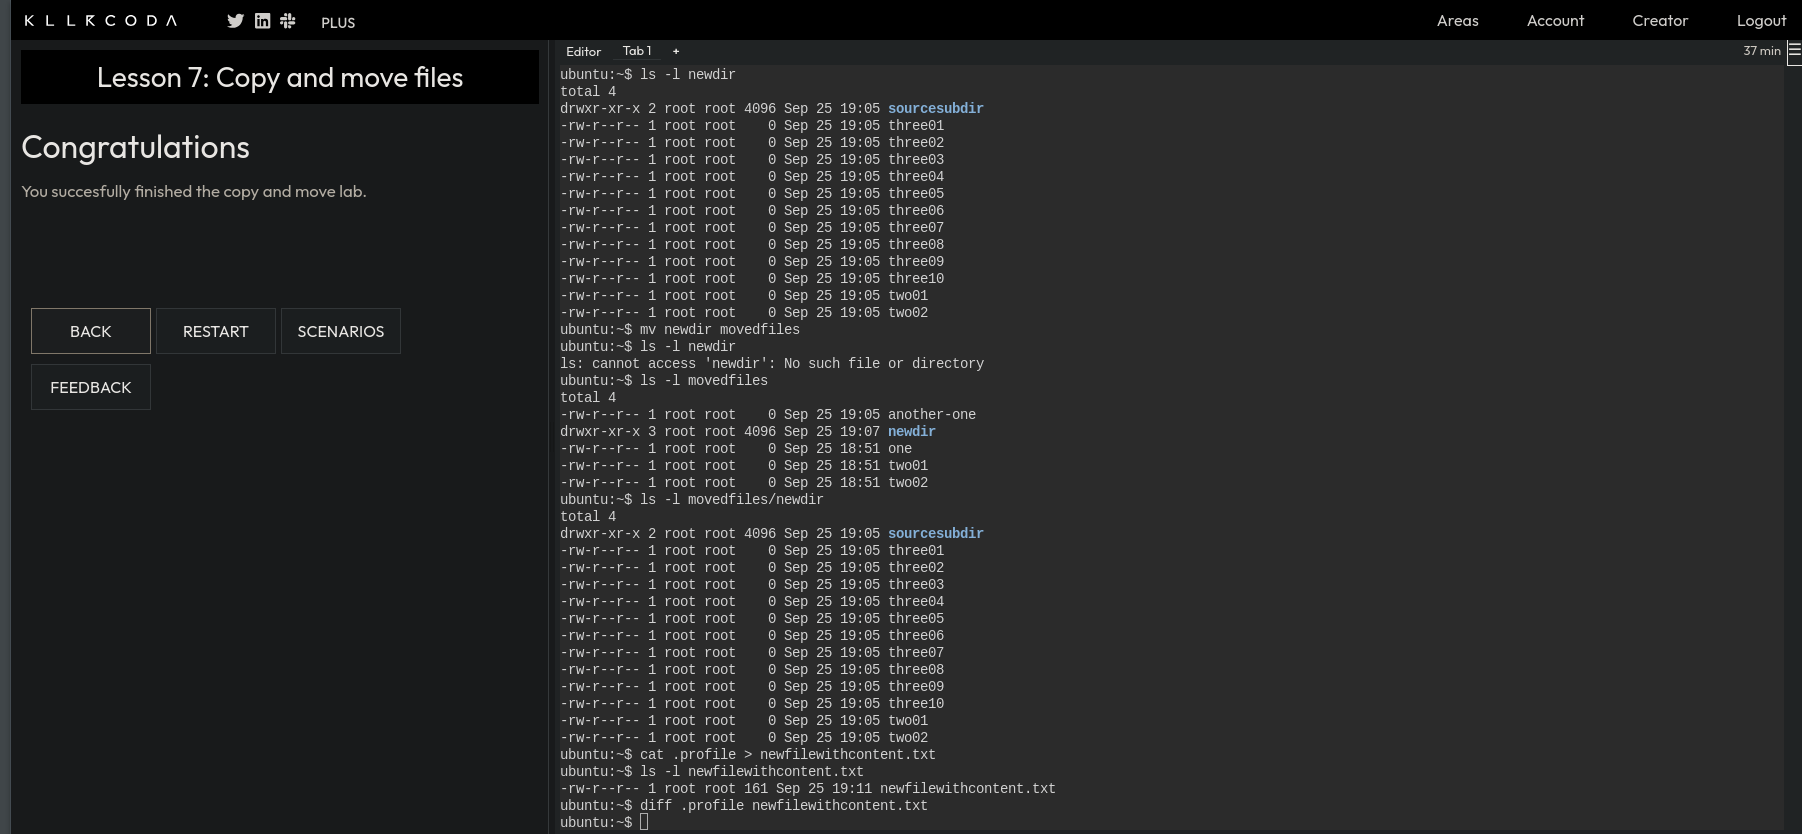 KILLERCODA PLUS Areas Account Creator Logout
Lesson 7: Copy and move files
Congratulations
You succesfully finished the copy and move lab.
BACK RESTART SCENARIOS
FEEDBACK
Editor Tab 1 + 37 min
ubuntu:~$ ls -l newdir
total 4
drwxr-xr-x 2 root root 4096 Sep 25 19:05 sourcesubdir
-rw-r--r-- 1 root root    0 Sep 25 19:05 three01
-rw-r--r-- 1 root root    0 Sep 25 19:05 three02
-rw-r--r-- 1 root root    0 Sep 25 19:05 three03
-rw-r--r-- 1 root root    0 Sep 25 19:05 three04
-rw-r--r-- 1 root root    0 Sep 25 19:05 three05
-rw-r--r-- 1 root root    0 Sep 25 19:05 three06
-rw-r--r-- 1 root root    0 Sep 25 19:05 three07
-rw-r--r-- 1 root root    0 Sep 25 19:05 three08
-rw-r--r-- 1 root root    0 Sep 25 19:05 three09
-rw-r--r-- 1 root root    0 Sep 25 19:05 three10
-rw-r--r-- 1 root root    0 Sep 25 19:05 two01
-rw-r--r-- 1 root root    0 Sep 25 19:05 two02
ubuntu:~$ mv newdir movedfiles
ubuntu:~$ ls -l newdir
ls: cannot access 'newdir': No such file or directory
ubuntu:~$ ls -l movedfiles
total 4
-rw-r--r-- 1 root root    0 Sep 25 19:05 another-one
drwxr-xr-x 3 root root 4096 Sep 25 19:07 newdir
-rw-r--r-- 1 root root    0 Sep 25 18:51 one
-rw-r--r-- 1 root root    0 Sep 25 18:51 two01
-rw-r--r-- 1 root root    0 Sep 25 18:51 two02
ubuntu:~$ ls -l movedfiles/newdir
total 4
drwxr-xr-x 2 root root 4096 Sep 25 19:05 sourcesubdir
-rw-r--r-- 1 root root    0 Sep 25 19:05 three01
-rw-r--r-- 1 root root    0 Sep 25 19:05 three02
-rw-r--r-- 1 root root    0 Sep 25 19:05 three03
-rw-r--r-- 1 root root    0 Sep 25 19:05 three04
-rw-r--r-- 1 root root    0 Sep 25 19:05 three05
-rw-r--r-- 1 root root    0 Sep 25 19:05 three06
-rw-r--r-- 1 root root    0 Sep 25 19:05 three07
-rw-r--r-- 1 root root    0 Sep 25 19:05 three08
-rw-r--r-- 1 root root    0 Sep 25 19:05 three09
-rw-r--r-- 1 root root    0 Sep 25 19:05 three10
-rw-r--r-- 1 root root    0 Sep 25 19:05 two01
-rw-r--r-- 1 root root    0 Sep 25 19:05 two02
ubuntu:~$ cat .profile > newfilewithcontent.txt
ubuntu:~$ ls -l newfilewithcontent.txt
-rw-r--r-- 1 root root 161 Sep 25 19:11 newfilewithcontent.txt
ubuntu:~$ diff .profile newfilewithcontent.txt
ubuntu:~$